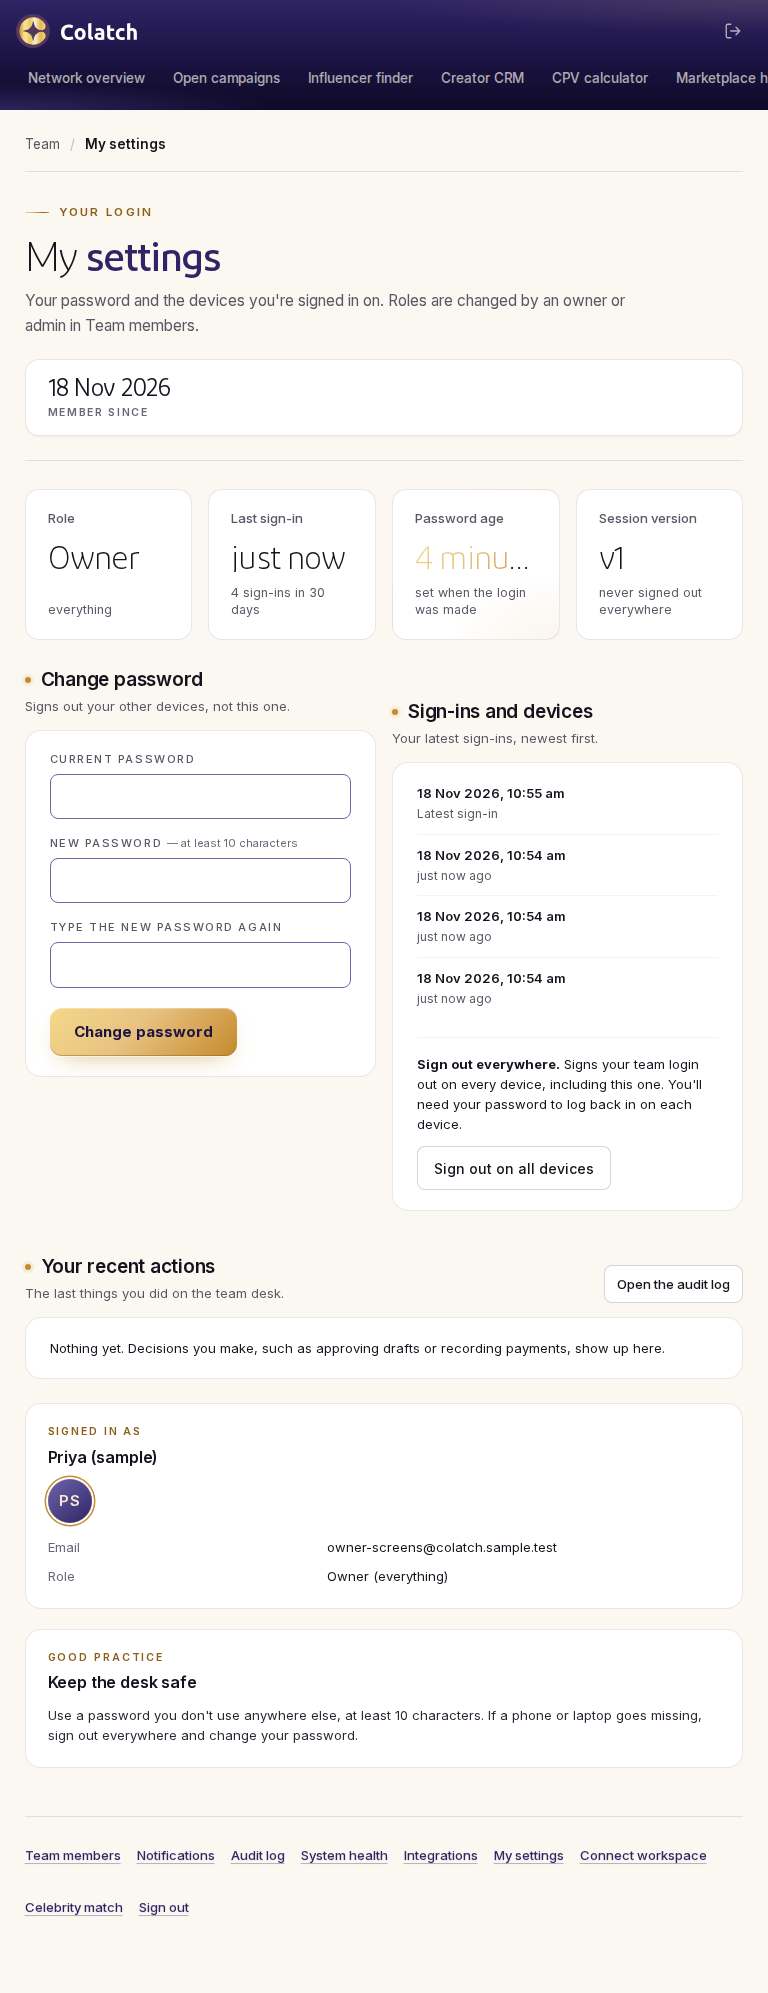 Colatch
Network overview Open campaigns Influencer finder Creator CRM CPV calculator Marketplace h
Team / My settings
YOUR LOGIN
My settings
Your password and the devices you're signed in on. Roles are changed by an owner or
admin in Team members.
18 Nov 2026
MEMBER SINCE
Role
Owner
everything
Last sign-in
just now
4 sign-ins in 30
days
Password age
4 minu...
set when the login
was made
Session version
v1
never signed out
everywhere
Change password
Signs out your other devices, not this one.
CURRENT PASSWORD
NEW PASSWORD — at least 10 characters
TYPE THE NEW PASSWORD AGAIN
Change password
Sign-ins and devices
Your latest sign-ins, newest first.
18 Nov 2026, 10:55 am
Latest sign-in
18 Nov 2026, 10:54 am
just now ago
18 Nov 2026, 10:54 am
just now ago
18 Nov 2026, 10:54 am
just now ago
Sign out everywhere. Signs your team login
out on every device, including this one. You'll
need your password to log back in on each
device.
Sign out on all devices
Your recent actions
The last things you did on the team desk.
Open the audit log
Nothing yet. Decisions you make, such as approving drafts or recording payments, show up here.
SIGNED IN AS
Priya (sample)
PS
Email owner-screens@colatch.sample.test
Role Owner (everything)
GOOD PRACTICE
Keep the desk safe
Use a password you don't use anywhere else, at least 10 characters. If a phone or laptop goes missing,
sign out everywhere and change your password.
Team members Notifications Audit log System health Integrations My settings Connect workspace
Celebrity match Sign out